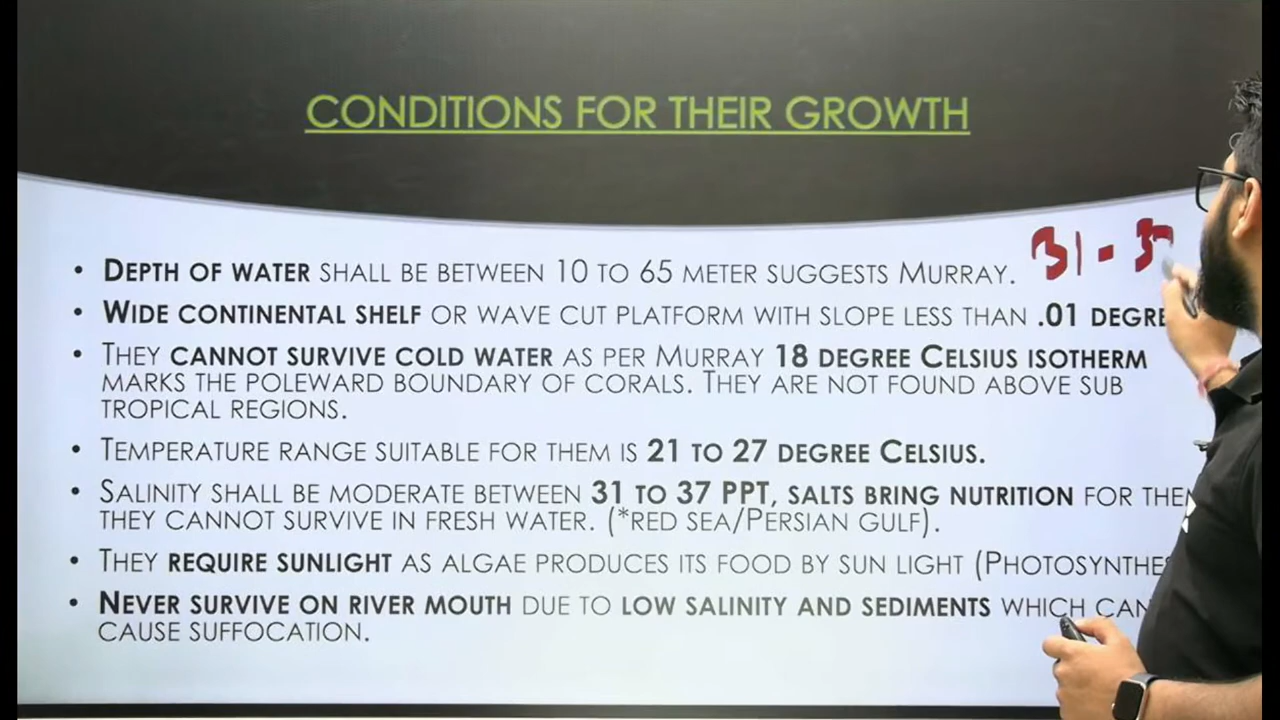 CONDITIONS FOR THEIR GROWTH
31 - 3
• DEPTH OF WATER SHALL BE BETWEEN 10 TO 65 METER SUGGESTS MURRAY.
• WIDE CONTINENTAL SHELF OR WAVE CUT PLATFORM WITH SLOPE LESS THAN .01 DEGRE
• THEY CANNOT SURVIVE COLD WATER AS PER MURRAY 18 DEGREE CELSIUS ISOTHERM
MARKS THE POLEWARD BOUNDARY OF CORALS. THEY ARE NOT FOUND ABOVE SUB
TROPICAL REGIONS.
• TEMPERATURE RANGE SUITABLE FOR THEM IS 21 TO 27 DEGREE CELSIUS.
• SALINITY SHALL BE MODERATE BETWEEN 31 TO 37 PPT, SALTS BRING NUTRITION FOR THEM
THEY CANNOT SURVIVE IN FRESH WATER. (*RED SEA/PERSIAN GULF).
• THEY REQUIRE SUNLIGHT AS ALGAE PRODUCES ITS FOOD BY SUN LIGHT (PHOTOSYNTHES
• NEVER SURVIVE ON RIVER MOUTH DUE TO LOW SALINITY AND SEDIMENTS WHICH CAN
CAUSE SUFFOCATION.